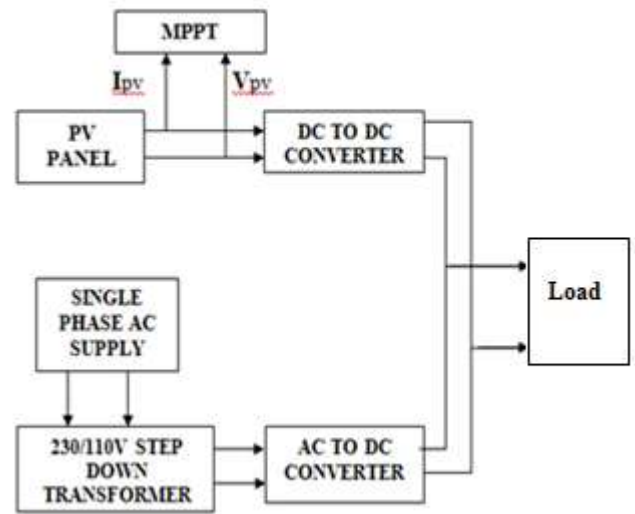 MPPT
Ipv
Vpv
PV
PANEL
DC TO DC
CONVERTER
Load
SINGLE
PHASE AC
SUPPLY
230/110V STEP
DOWN
TRANSFORMER
AC TO DC
CONVERTER